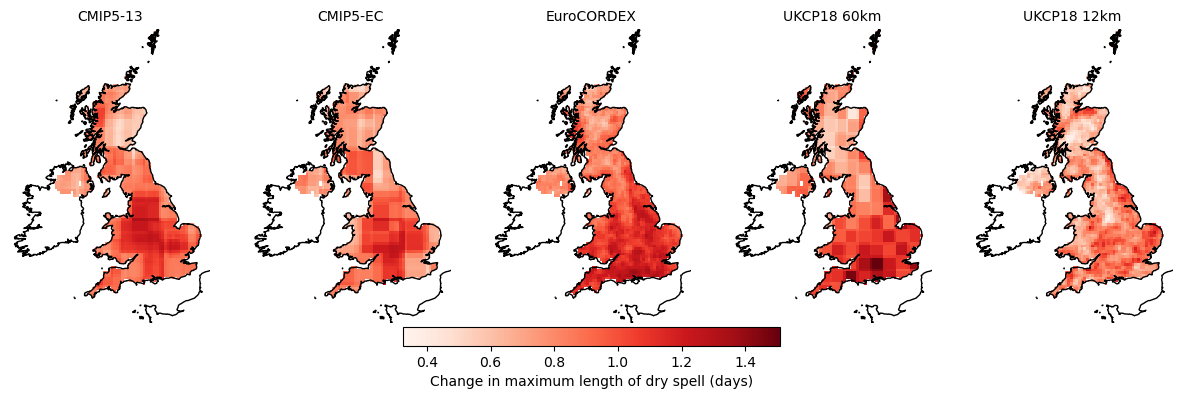 CMIP5-13 CMIP5-EC EuroCORDEX UKCP18 60km UKCP18 12km
0.4 0.6 0.8 1.0 1.2 1.4
Change in maximum length of dry spell (days)